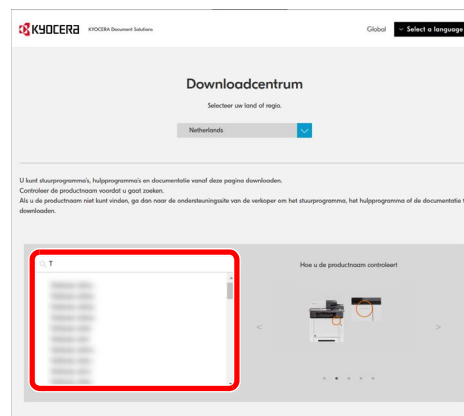 KYOCERA KYOCERA Document Solutions Global Select a language
Downloadcentrum
Selecteer uw land of regio.
Netherlands
U kunt stuurprogramma's, hulpprogramma's en documentatie vanaf deze pagina downloaden.
Controleer de productnaam voordat u gaat zoeken.
Als u de productnaam niet kunt vinden, ga dan naar de ondersteuningssite van de verkoper om het stuurprogramma, het hulpprogramma of de documentatie t
downloaden.
T
Hoe u de productnaam controleert